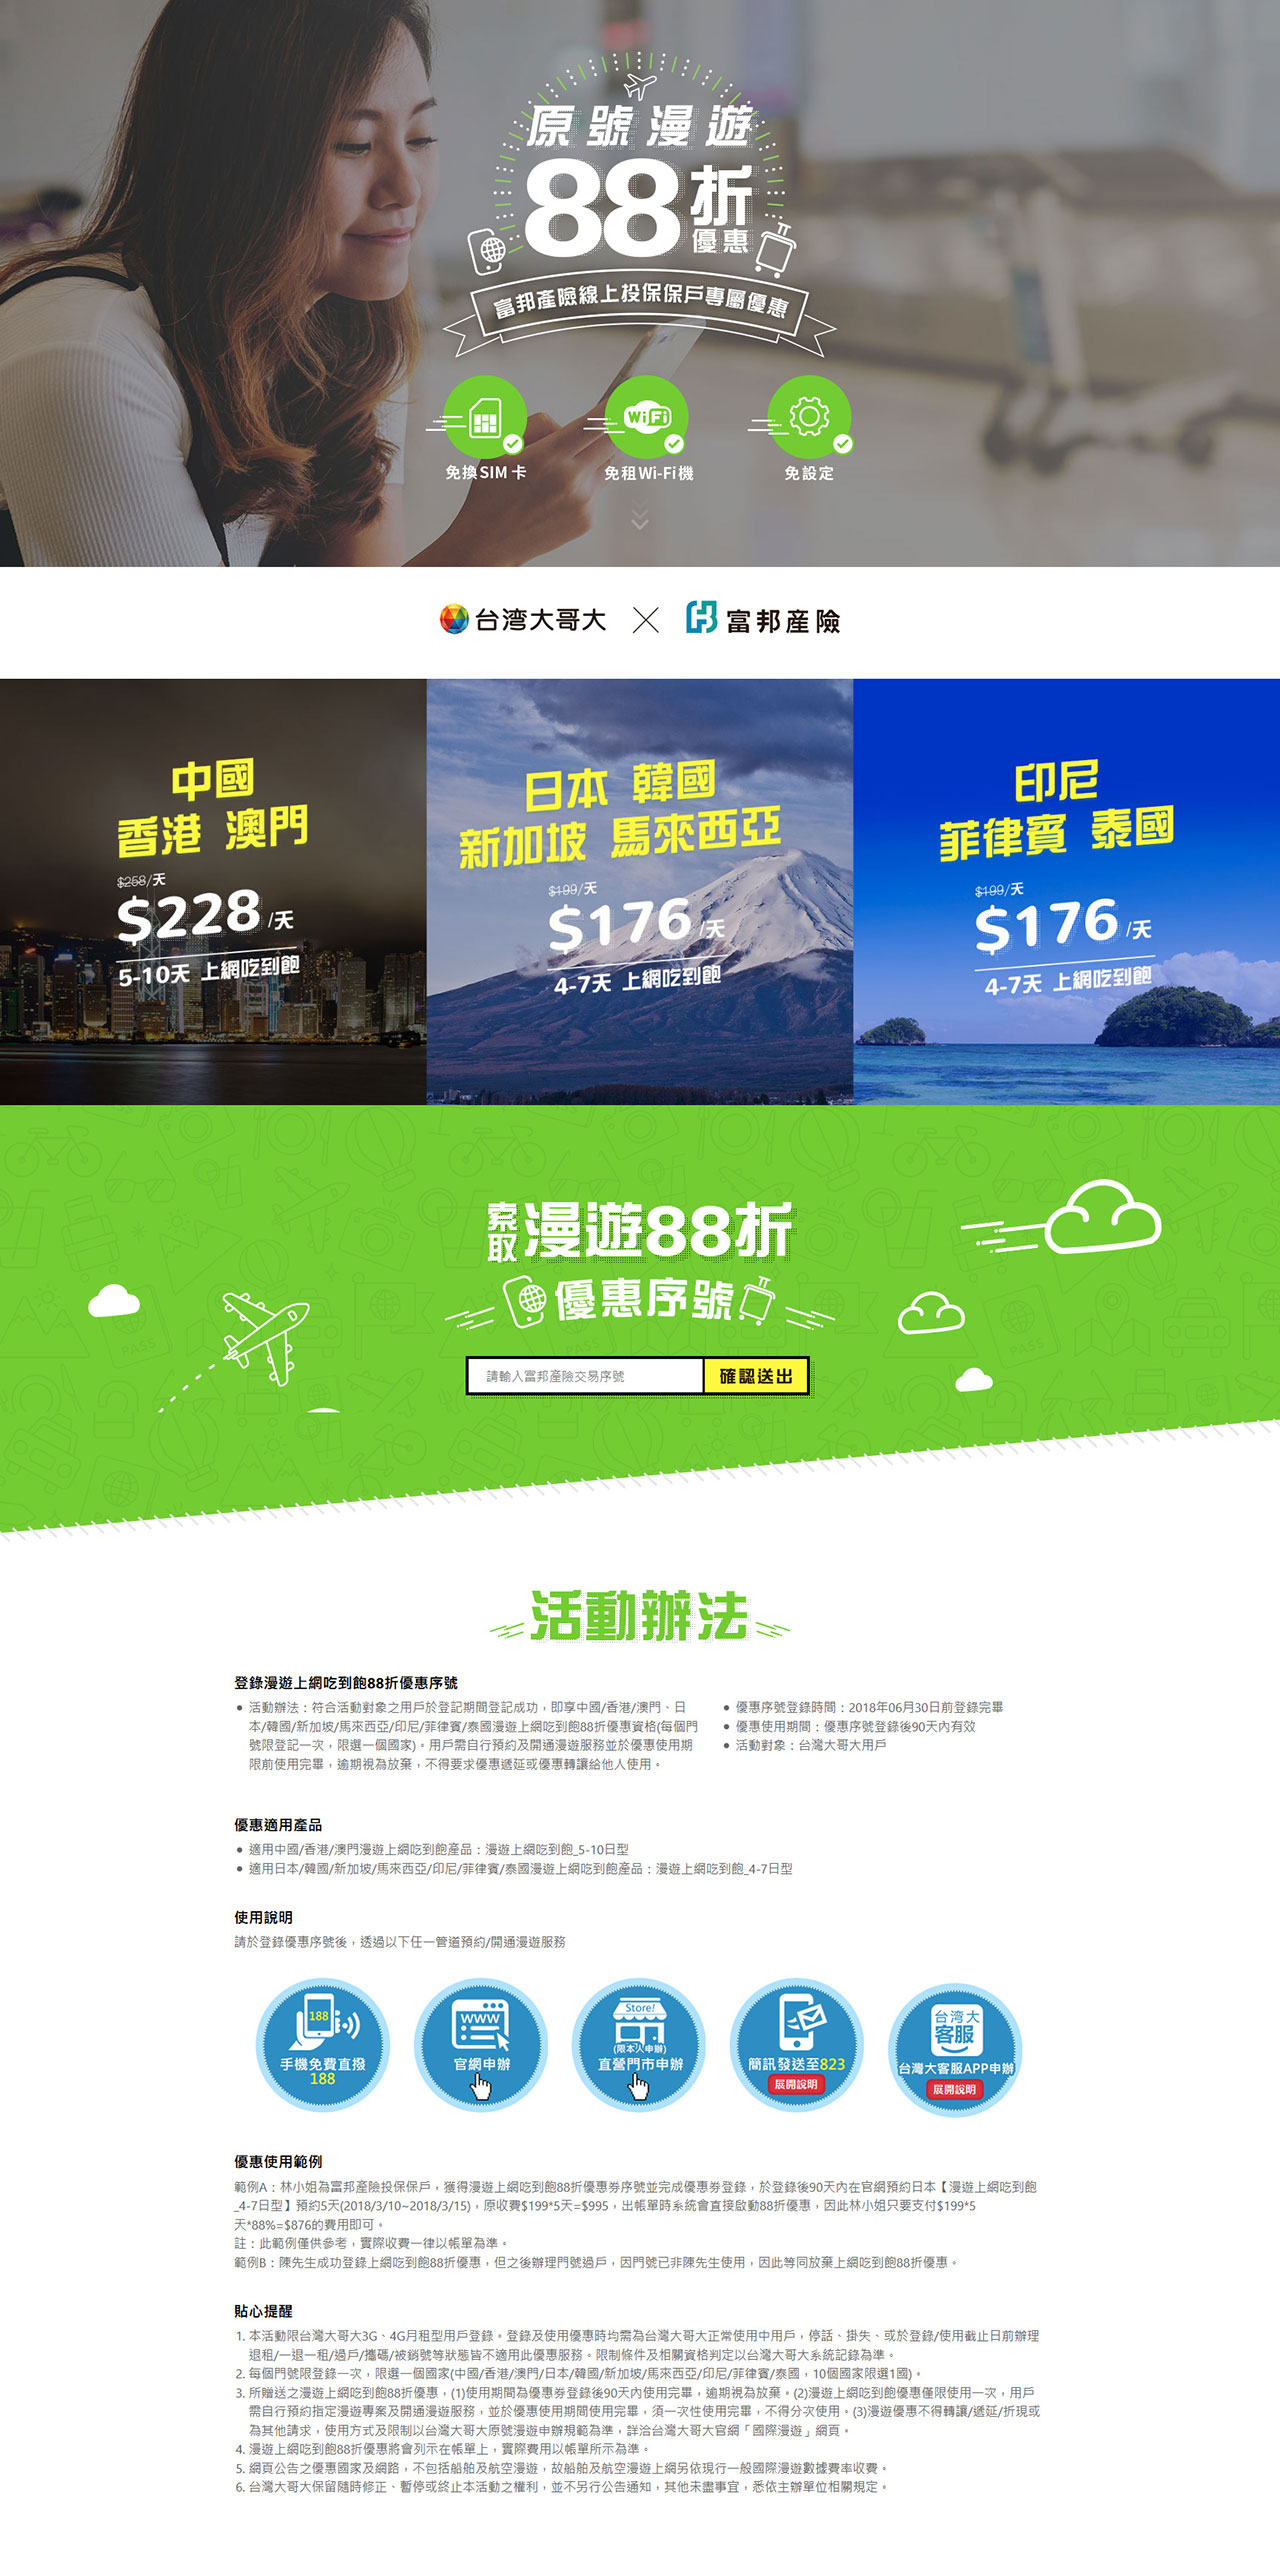 原號漫遊
88折
優惠
富邦產險線上投保保戶專屬優惠
WiFi
免換SIM卡
免租Wi-Fi機
免設定
台湾大哥大
富邦產險
中國
香港 澳門
$258/天
$228/天
5-10天 上網吃到飽
日本 韓國
新加坡 馬來西亞
$199/天
$176/天
4-7天 上網吃到飽
印尼
菲律賓 泰國
$199/天
$176/天
4-7天 上網吃到飽
索取漫遊88折
優惠序號
PASS
PASS
請輸入富邦產險交易序號
確認送出
活動辦法
登錄漫遊上網吃到飽88折優惠序號
● 活動辦法：符合活動對象之用戶於登記期間登記成功，即享中國/香港/澳門、日
本/韓國/新加坡/馬來西亞/印尼/菲律賓/泰國漫遊上網吃到飽88折優惠資格(每個門
號限登記一次，限選一個國家)。用戶需自行預約及開通漫遊服務並於優惠使用期
限前使用完畢，逾期視為放棄，不得要求優惠遞延或優惠轉讓給他人使用。
● 優惠序號登錄時間：2018年06月30日前登錄完畢
● 優惠使用期間：優惠序號登錄後90天內有效
● 活動對象：台灣大哥大用戶
優惠適用產品
● 適用中國/香港/澳門漫遊上網吃到飽產品：漫遊上網吃到飽_5-10日型
● 適用日本/韓國/新加坡/馬來西亞/印尼/菲律賓/泰國漫遊上網吃到飽產品：漫遊上網吃到飽_4-7日型
使用說明
請於登錄優惠序號後，透過以下任一管道預約/開通漫遊服務
188
手機免費直撥
188
WWW
官網申辦
Store!
(限本人申辦)
直營門市申辦
簡訊發送至823
展開說明
台湾大
客服
台灣大客服APP申辦
展開說明
優惠使用範例
範例A：林小姐為富邦產險投保保戶，獲得漫遊上網吃到飽88折優惠券序號並完成優惠券登錄，於登錄後90天內在官網預約日本【漫遊上網吃到飽
_4-7日型】預約5天(2018/3/10~2018/3/15)，原收費$199*5天=$995，出帳單時系統會直接啟動88折優惠，因此林小姐只要支付$199*5
天*88%=$876的費用即可。
註：此範例僅供參考，實際收費一律以帳單為準。
範例B：陳先生成功登錄上網吃到飽88折優惠，但之後辦理門號過戶，因門號已非陳先生使用，因此等同放棄上網吃到飽88折優惠。
貼心提醒
1. 本活動限台灣大哥大3G、4G月租型用戶登錄。登錄及使用優惠時均需為台灣大哥大正常使用中用戶，停話、掛失、或於登錄/使用截止日前辦理
退租/一退一租/過戶/攜碼/被銷號等狀態皆不適用此優惠服務。限制條件及相關資格判定以台灣大哥大系統記錄為準。
2. 每個門號限登錄一次，限選一個國家(中國/香港/澳門/日本/韓國/新加坡/馬來西亞/印尼/菲律賓/泰國，10個國家限選1國)。
3. 所贈送之漫遊上網吃到飽88折優惠，(1)使用期間為優惠券登錄後90天內使用完畢，逾期視為放棄。(2)漫遊上網吃到飽優惠僅限使用一次，用戶
需自行預約指定漫遊專案及開通漫遊服務，並於優惠使用期間使用完畢，須一次性使用完畢，不得分次使用。(3)漫遊優惠不得轉讓/遞延/折現或
為其他請求，使用方式及限制以台灣大哥大原號漫遊申辦規範為準，詳洽台灣大哥大官網「國際漫遊」網頁。
4. 漫遊上網吃到飽88折優惠將會列示在帳單上，實際費用以帳單所示為準。
5. 網頁公告之優惠國家及網路，不包括船舶及航空漫遊，故船舶及航空漫遊上網另依現行一般國際漫遊數據費率收費。
6. 台灣大哥大保留隨時修正、暫停或終止本活動之權利，並不另行公告通知，其他未盡事宜，悉依主辦單位相關規定。